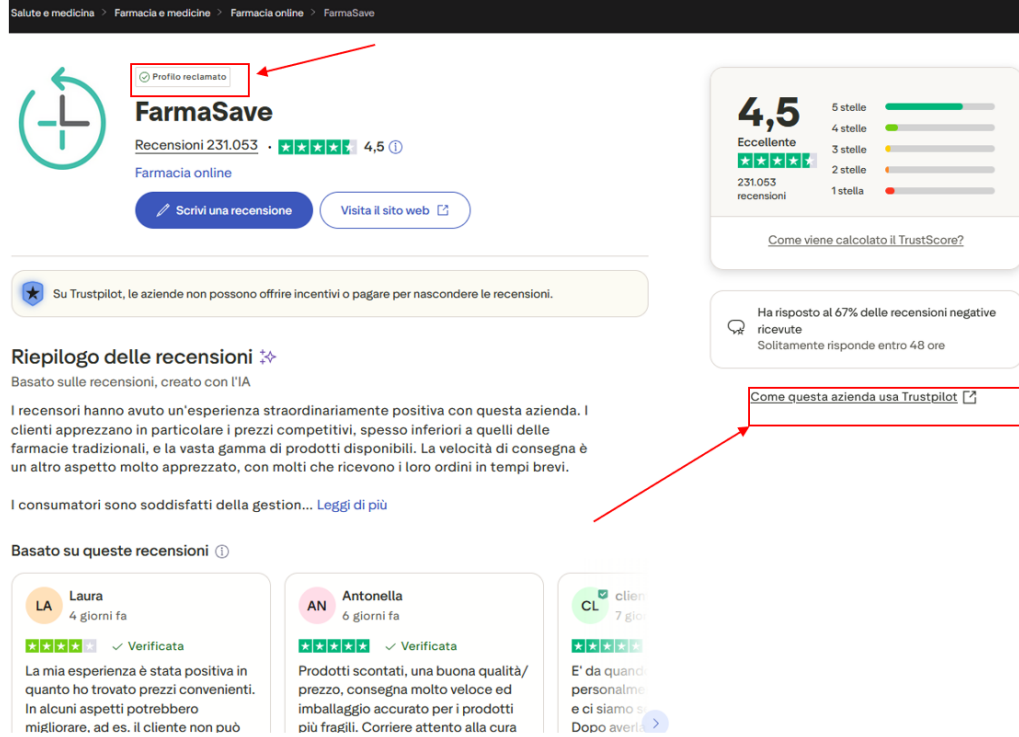 Salute e medicina > Farmacia e medicine > Farmacia online > FarmaSave
Profilo reclamato
FarmaSave
Recensioni 231.053 · 4,5
Farmacia online
Scrivi una recensione
Visita il sito web
Su Trustpilot, le aziende non possono offrire incentivi o pagare per nascondere le recensioni.
Riepilogo delle recensioni
Basato sulle recensioni, creato con l'IA
I recensori hanno avuto un'esperienza straordinariamente positiva con questa azienda. I
clienti apprezzano in particolare i prezzi competitivi, spesso inferiori a quelli delle
farmacie tradizionali, e la vasta gamma di prodotti disponibili. La velocità di consegna è
un altro aspetto molto apprezzato, con molti che ricevono i loro ordini in tempi brevi.
I consumatori sono soddisfatti della gestion... Leggi di più
Basato su queste recensioni
LA
Laura
4 giorni fa
Verificata
La mia esperienza è stata positiva in
quanto ho trovato prezzi convenienti.
In alcuni aspetti potrebbero
migliorare, ad es. il cliente non può
AN
Antonella
6 giorni fa
Verificata
Prodotti scontati, una buona qualità/
prezzo, consegna molto veloce ed
imballaggio accurato per i prodotti
più fragili. Corriere attento alla cura
CL
clien
7 gio
E' da quand
personalme
e ci siamo s
Dopo averl
4,5
Eccellente
231.053
recensioni
5 stelle
4 stelle
3 stelle
2 stelle
1 stella
Come viene calcolato il TrustScore?
Ha risposto al 67% delle recensioni negative
ricevute
Solitamente risponde entro 48 ore
Come questa azienda usa Trustpilot